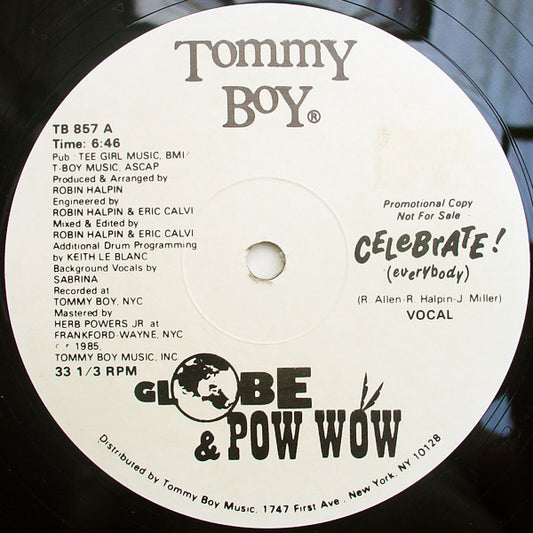 Tommy
Boy®
TB 857 A
Time: 6:46
Pub : TEE GIRL MUSIC, BMI/
T-BOY MUSIC, ASCAP
Produced & Arranged by
ROBIN HALPIN
Engineered by
ROBIN HALPIN & ERIC CALVI
Mixed & Edited by
ROBIN HALPIN & ERIC CALVI
Additional Drum Programming
by KEITH LE BLANC
Background Vocals by
SABRINA
Recorded at
TOMMY BOY, NYC
Mastered by
HERB POWERS JR. at
FRANKFORD-WAYNE, NYC
1985,
TOMMY BOY MUSIC, INC.
33 1/3 RPM
Promotional Copy
Not For Sale
CELeBrATE!
(everybody)
(R. Allen-R. Halpin-J. Miller)
VOCAL
GLOBE
& POW WOW
Distributed by Tommy Boy Music, 1747 First Ave., New York, NY 10128